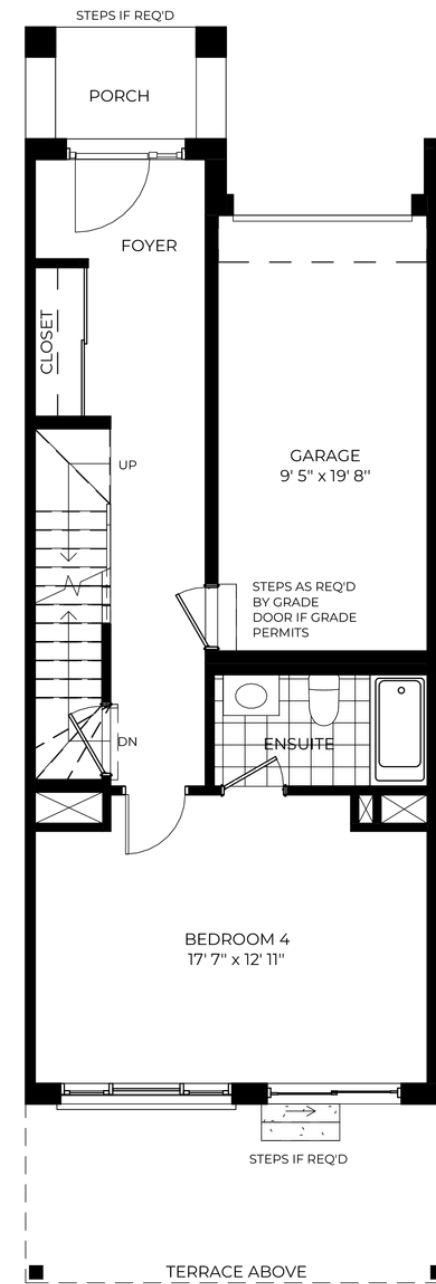 STEPS IF REQ'D
PORCH
FOYER
CLOSET
UP
GARAGE
9' 5" x 19' 8"
STEPS AS REQ'D
BY GRADE
DOOR IF GRADE
PERMITS
DN
ENSUITE
BEDROOM 4
17' 7" x 12' 11"
STEPS IF REQ'D
TERRACE ABOVE